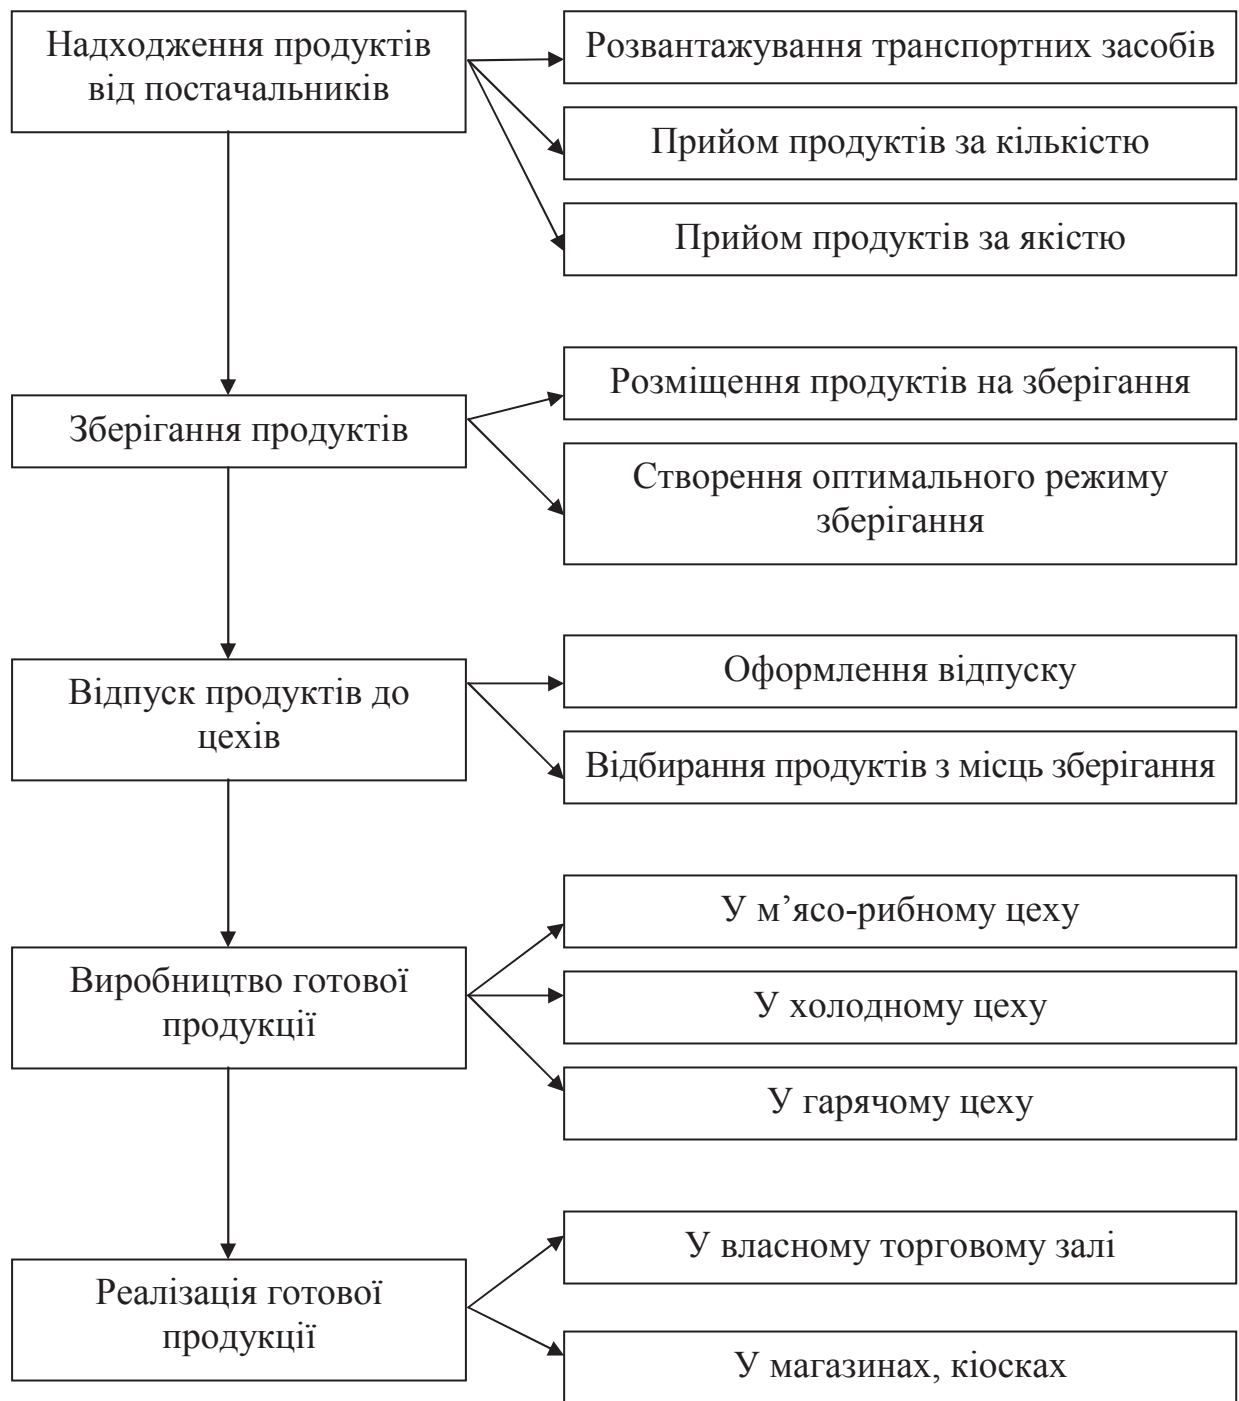 Надходження продуктів
від постачальників
Розвантажування транспортних засобів
Прийом продуктів за кількістю
Прийом продуктів за якістю
Зберігання продуктів
Розміщення продуктів на зберігання
Створення оптимального режиму
зберігання
Відпуск продуктів до
цехів
Оформлення відпуску
Відбирання продуктів з місць зберігання
Виробництво готової
продукції
У м’ясо-рибному цеху
У холодному цеху
У гарячому цеху
Реалізація готової
продукції
У власному торговому залі
У магазинах, кіосках